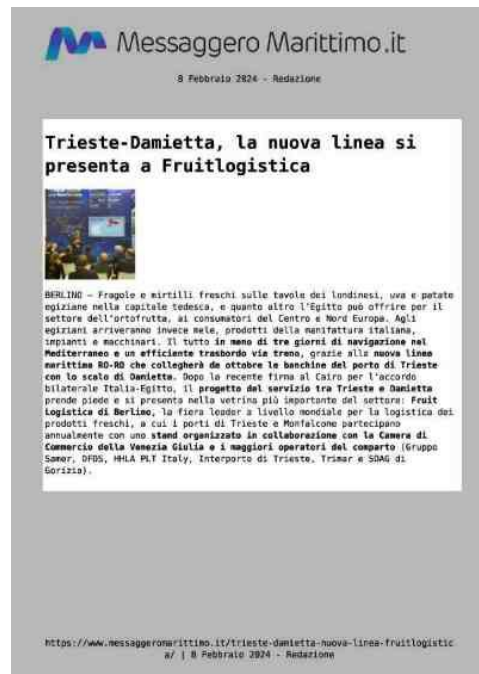 Messaggero Marittimo.it
8 Febbraio 2024 - Redazione
Trieste-Damietta, la nuova linea si
presenta a Fruitlogistica
BERLINO – Fragole e mirtilli freschi sulle tavole dei londinesi, uva e patate
egiziane nella capitale tedesca, e quanto altro l'Egitto può offrire per il
settore dell'ortofrutta, ai consumatori del Centro e Nord Europa. Agli
egiziani arriveranno invece mele, prodotti della manifattura italiana,
impianti e macchinari. Il tutto in meno di tre giorni di navigazione nel
Mediterraneo e un efficiente trasbordo via treno, grazie alla nuova linea
marittima RO-RO che collegherà da ottobre le banchine del porto di Trieste
con lo scalo di Damietta. Dopo la recente firma al Cairo per l'accordo
bilaterale Italia-Egitto, il progetto del servizio tra Trieste e Damietta
prende piede e si presenta nella vetrina più importante del settore: Fruit
Logistica di Berlino, la fiera leader a livello mondiale per la logistica dei
prodotti freschi, a cui i porti di Trieste e Monfalcone partecipano
annualmente con uno stand organizzato in collaborazione con la Camera di
Commercio della Venezia Giulia e i maggiori operatori del comparto (Gruppo
Samer, DFDS, HHLA PLT Italy, Interporto di Trieste, Trimar e SDAG di
Gorizia).
https://www.messaggeromarittimo.it/trieste-damietta-nuova-linea-fruitlogistic
a/ | 8 Febbraio 2024 - Redazione